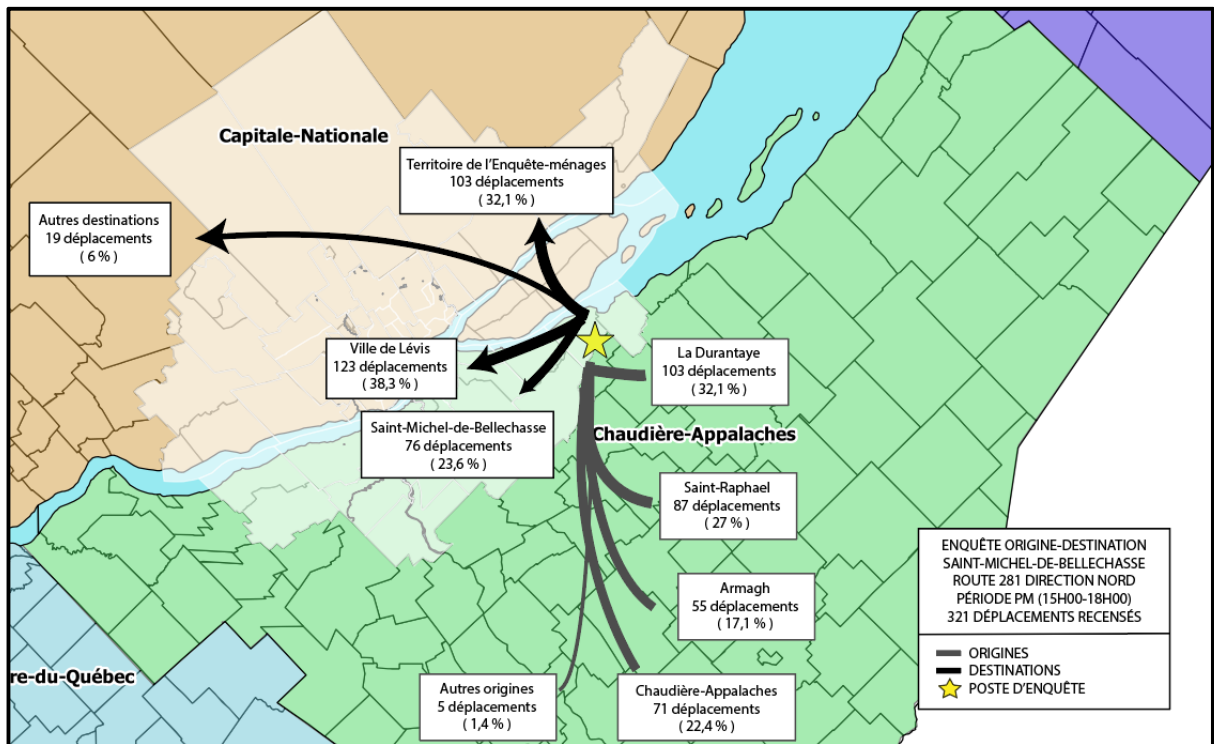 Capitale-Nationale
Territoire de l'Enquête-ménages
103 déplacements
( 32,1 % )
Autres destinations
19 déplacements
( 6 % )
Ville de Lévis
123 déplacements
( 38,3 % )
La Durantaye
103 déplacements
( 32,1 % )
Saint-Michel-de-Bellechasse
76 déplacements
( 23,6 % )
Chaudière-Appalaches
Saint-Raphael
87 déplacements
( 27 % )
Armagh
55 déplacements
( 17,1 % )
re-du-Québec
Autres origines
5 déplacements
( 1,4 % )
Chaudière-Appalaches
71 déplacements
( 22,4 % )
ENQUÊTE ORIGINE-DESTINATION
SAINT-MICHEL-DE-BELLECHASSE
ROUTE 281 DIRECTION NORD
PÉRIODE PM (15H00-18H00)
321 DÉPLACEMENTS RECENSÉS
ORIGINES
DESTINATIONS
POSTE D'ENQUÊTE